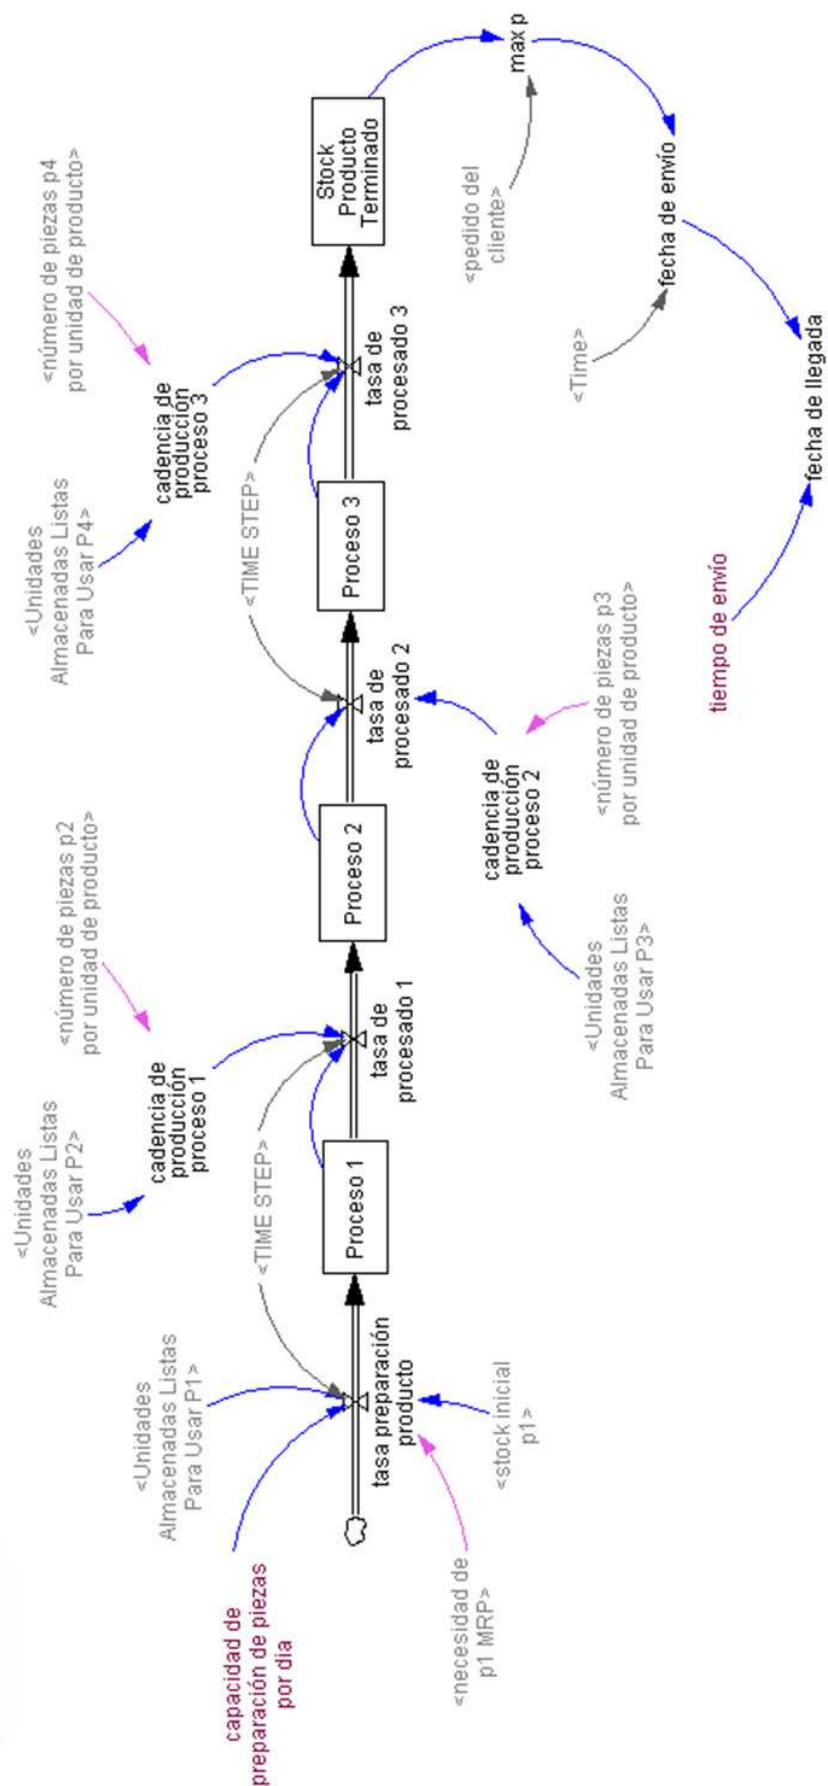 <Unidades
Almacenadas Listas
Para Usar P2>
<número de piezas p2
por unidad de producto>
<Unidades
Almacenadas Listas
Para Usar P4>
<número de piezas p4
por unidad de producto>
cadencia de
producción
proceso 1
cadencia de
producción
proceso 3
<Unidades
Almacenadas Listas
Para Usar P1>
capacidad de
preparación de piezas
por dia
<TIME STEP>
<TIME STEP>
tasa preparación
producto
Proceso 1
tasa de
procesado 1
Proceso 2
tasa de
procesado 2
Proceso 3
tasa de
procesado 3
Stock
Producto
Terminado
<necesidad de
p1 MRP>
<stock inicial
p1>
cadencia de
producción
proceso 2
<Unidades
Almacenadas Listas
Para Usar P3>
<número de piezas p3
por unidad de producto>
<pedido del
cliente>
max p
<Time>
fecha de envío
tiempo de envío
fecha de llegada